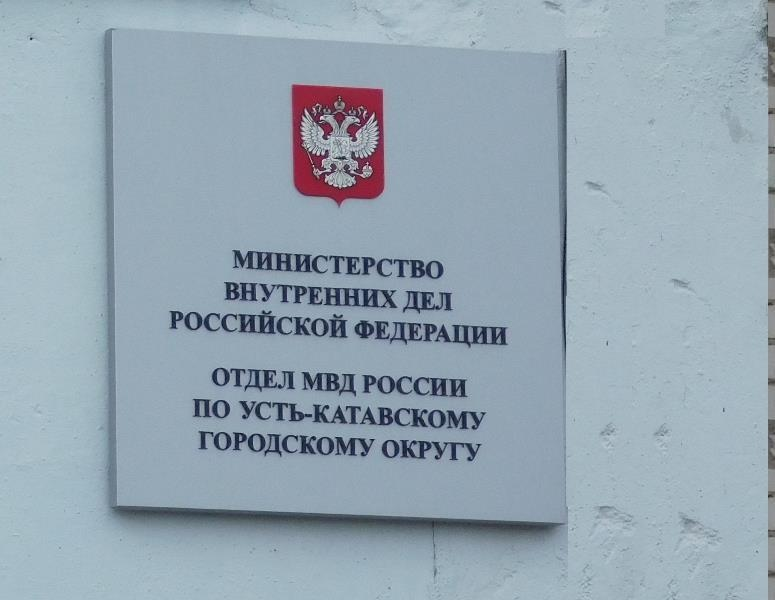 МИНИСТЕРСТВО
ВНУТРЕННИХ ДЕЛ
РОССИЙСКОЙ ФЕДЕРАЦИИ
ОТДЕЛ МВД РОССИИ
ПО УСТЬ-КАТАВСКОМУ
ГОРОДСКОМУ ОКРУГУ